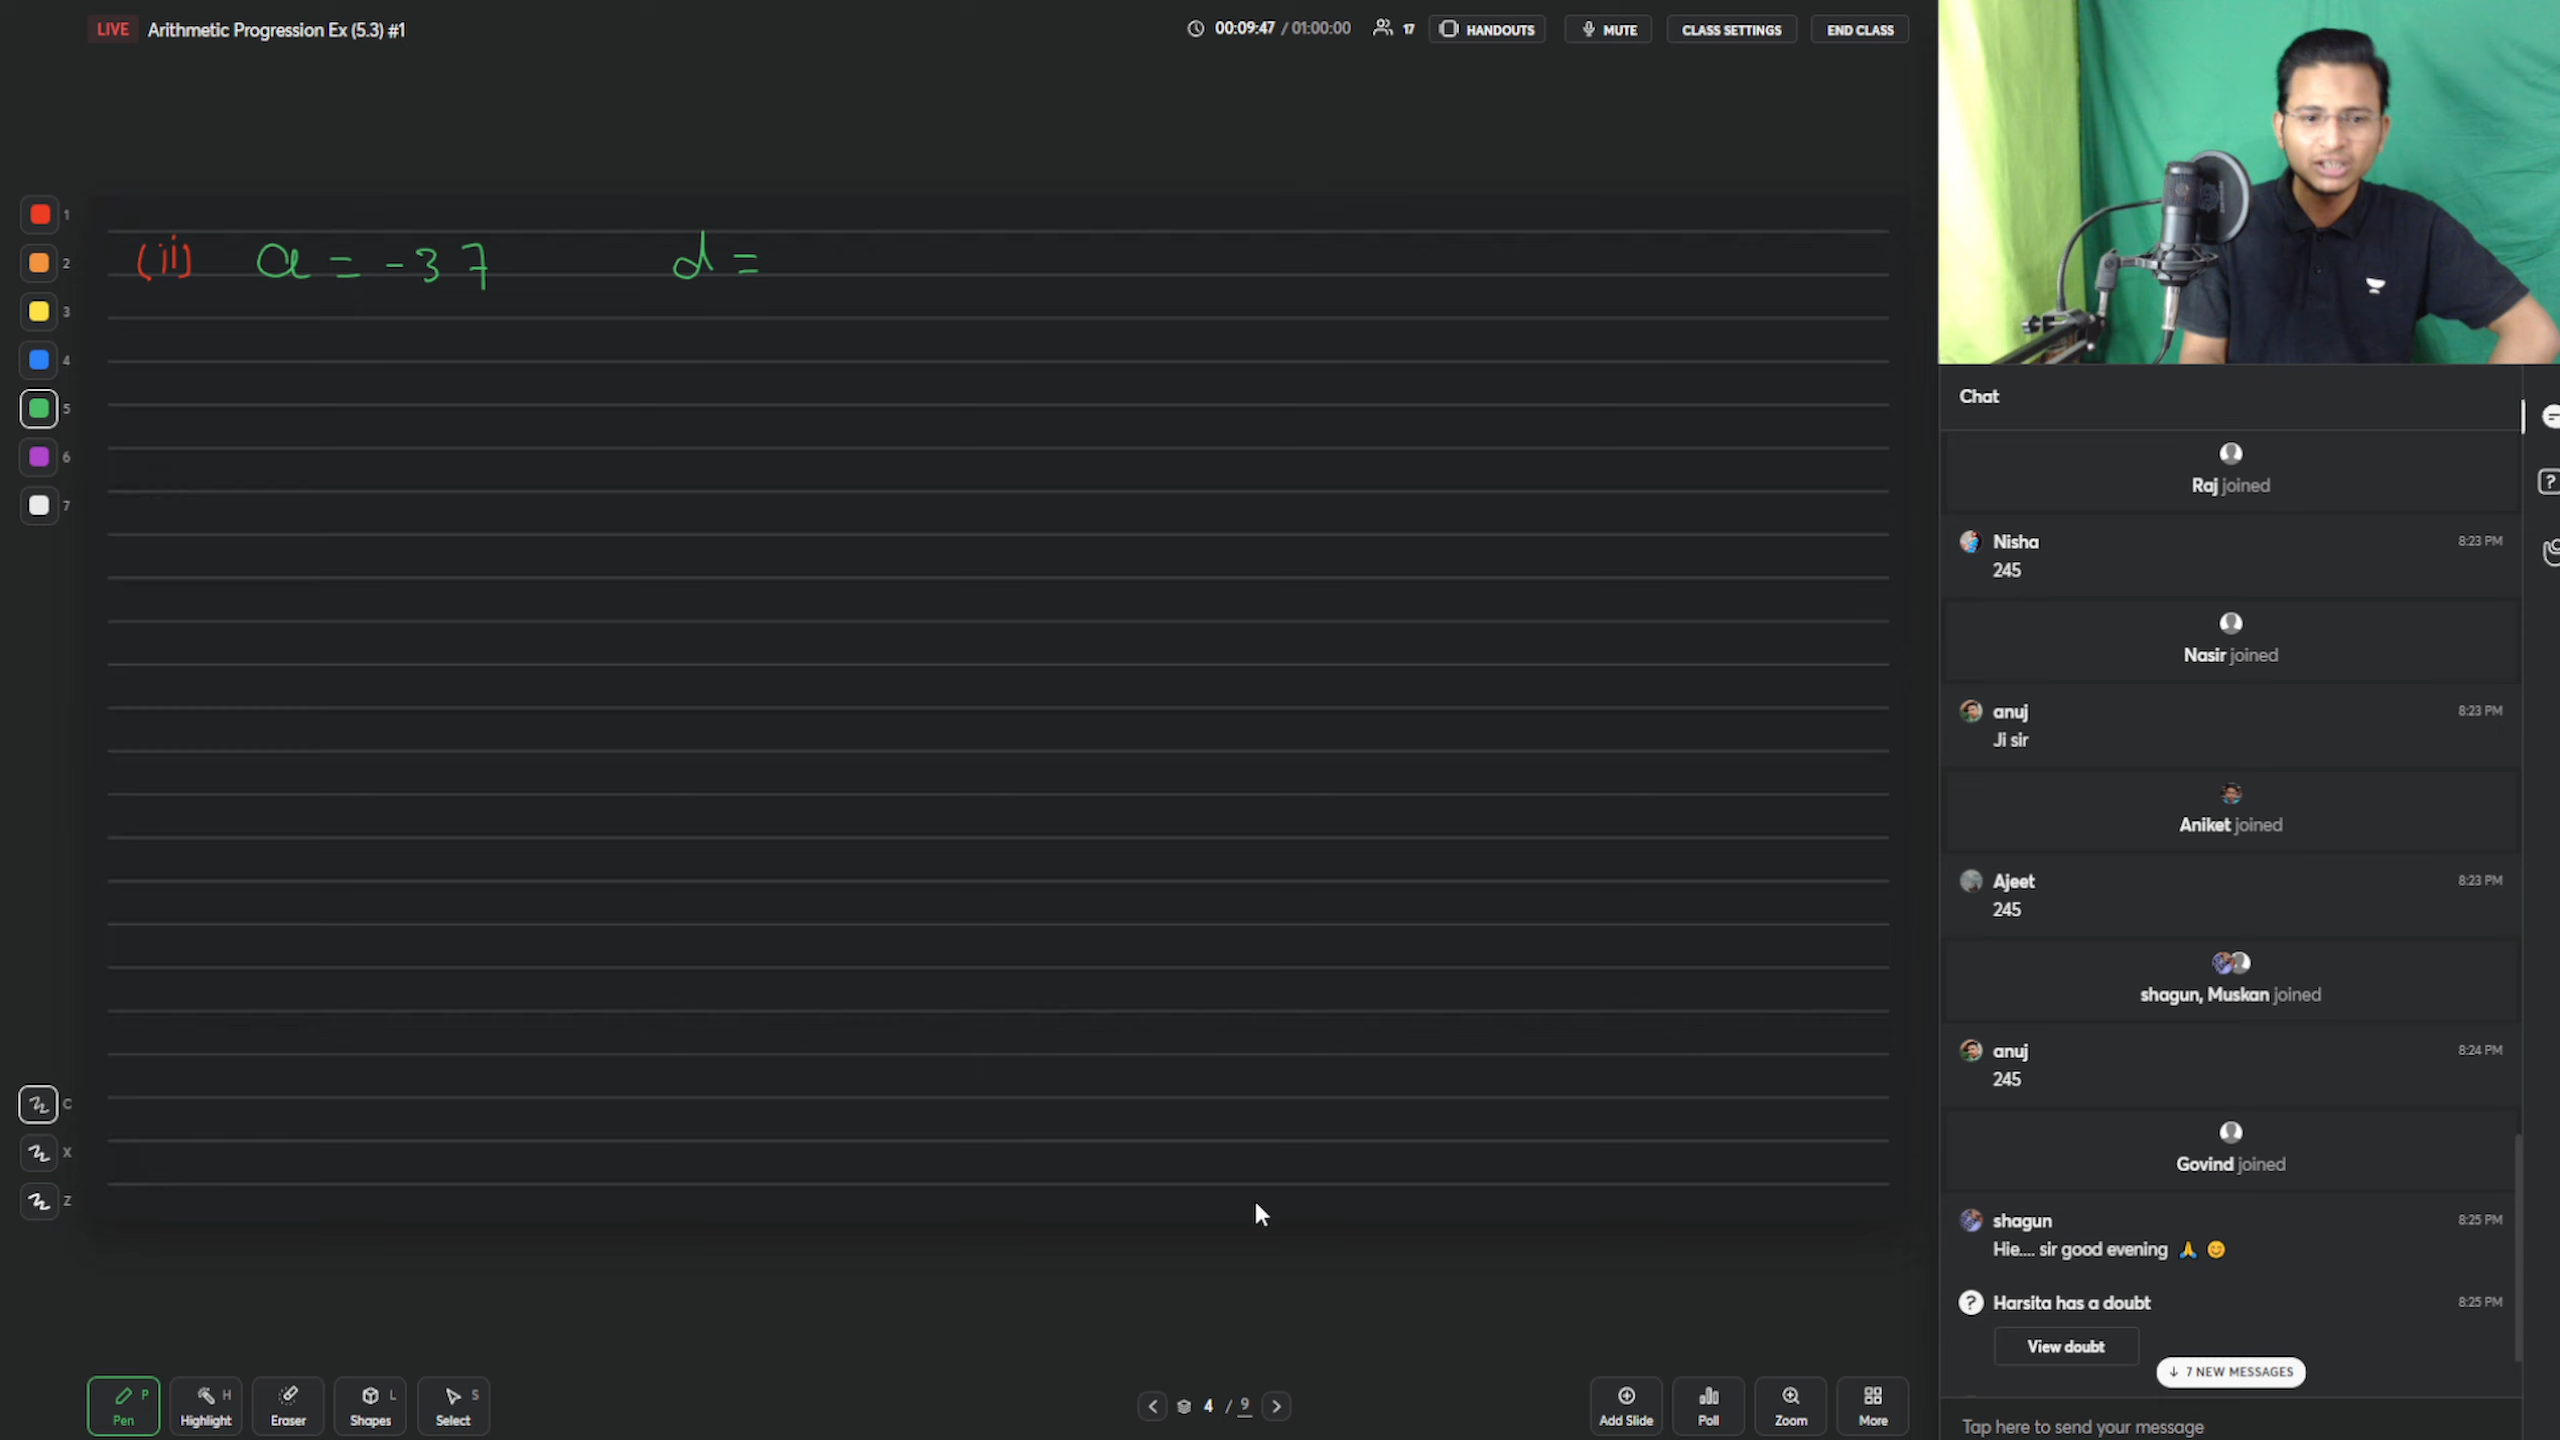 LIVE Arithmetic Progression Ex (5.3) #1
00:09:47 / 01:00:00 17 HANDOUTS MUTE CLASS SETTINGS END CLASS
1
2
3
4
5
6
7
(ii) a = -37 d =
C
X
Z
P Pen
H Highlight
Eraser
L Shapes
S Select
4 / 9
Add Slide
Poll
Zoom
More
Chat
Raj joined
Nisha 8:23 PM
245
Nasir joined
anuj 8:23 PM
Ji sir
Aniket joined
Ajeet 8:23 PM
245
shagun, Muskan joined
anuj 8:24 PM
245
Govind joined
shagun 8:25 PM
Hie.... sir good evening 🙏 😊
? Harsita has a doubt 8:25 PM
View doubt
↓ 7 NEW MESSAGES
Tap here to send your message